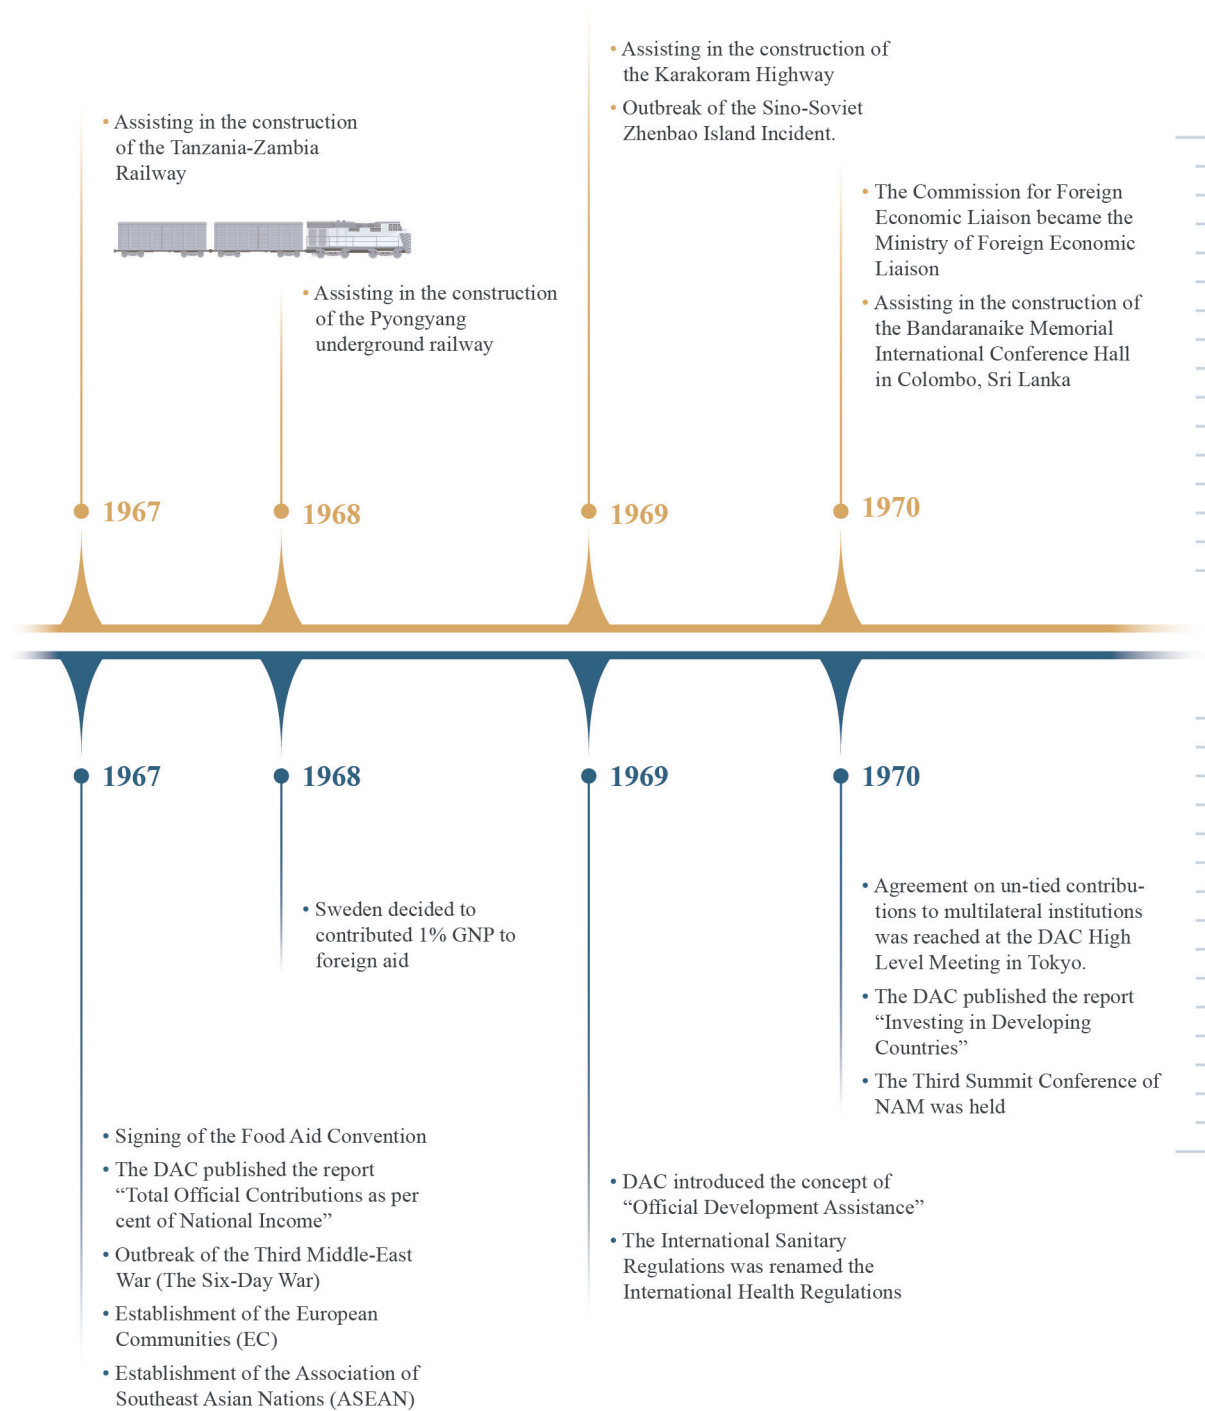 • Assisting in the construction of
the Karakoram Highway
• Outbreak of the Sino-Soviet
Zhenbao Island Incident.
• Assisting in the construction
of the Tanzania-Zambia
Railway
• The Commission for Foreign
Economic Liaison became the
Ministry of Foreign Economic
Liaison
• Assisting in the construction of
the Bandaranaike Memorial
International Conference Hall
in Colombo, Sri Lanka
• Assisting in the construction
of the Pyongyang
underground railway
1967
1968
1969
1970
1967
1968
1969
1970
• Sweden decided to
contributed 1% GNP to
foreign aid
• Agreement on un-tied contribu-
tions to multilateral institutions
was reached at the DAC High
Level Meeting in Tokyo.
• The DAC published the report
“Investing in Developing
Countries”
• The Third Summit Conference of
NAM was held
• Signing of the Food Aid Convention
• The DAC published the report
“Total Official Contributions as per
cent of National Income”
• Outbreak of the Third Middle-East
War (The Six-Day War)
• Establishment of the European
Communities (EC)
• Establishment of the Association of
Southeast Asian Nations (ASEAN)
• DAC introduced the concept of
“Official Development Assistance”
• The International Sanitary
Regulations was renamed the
International Health Regulations